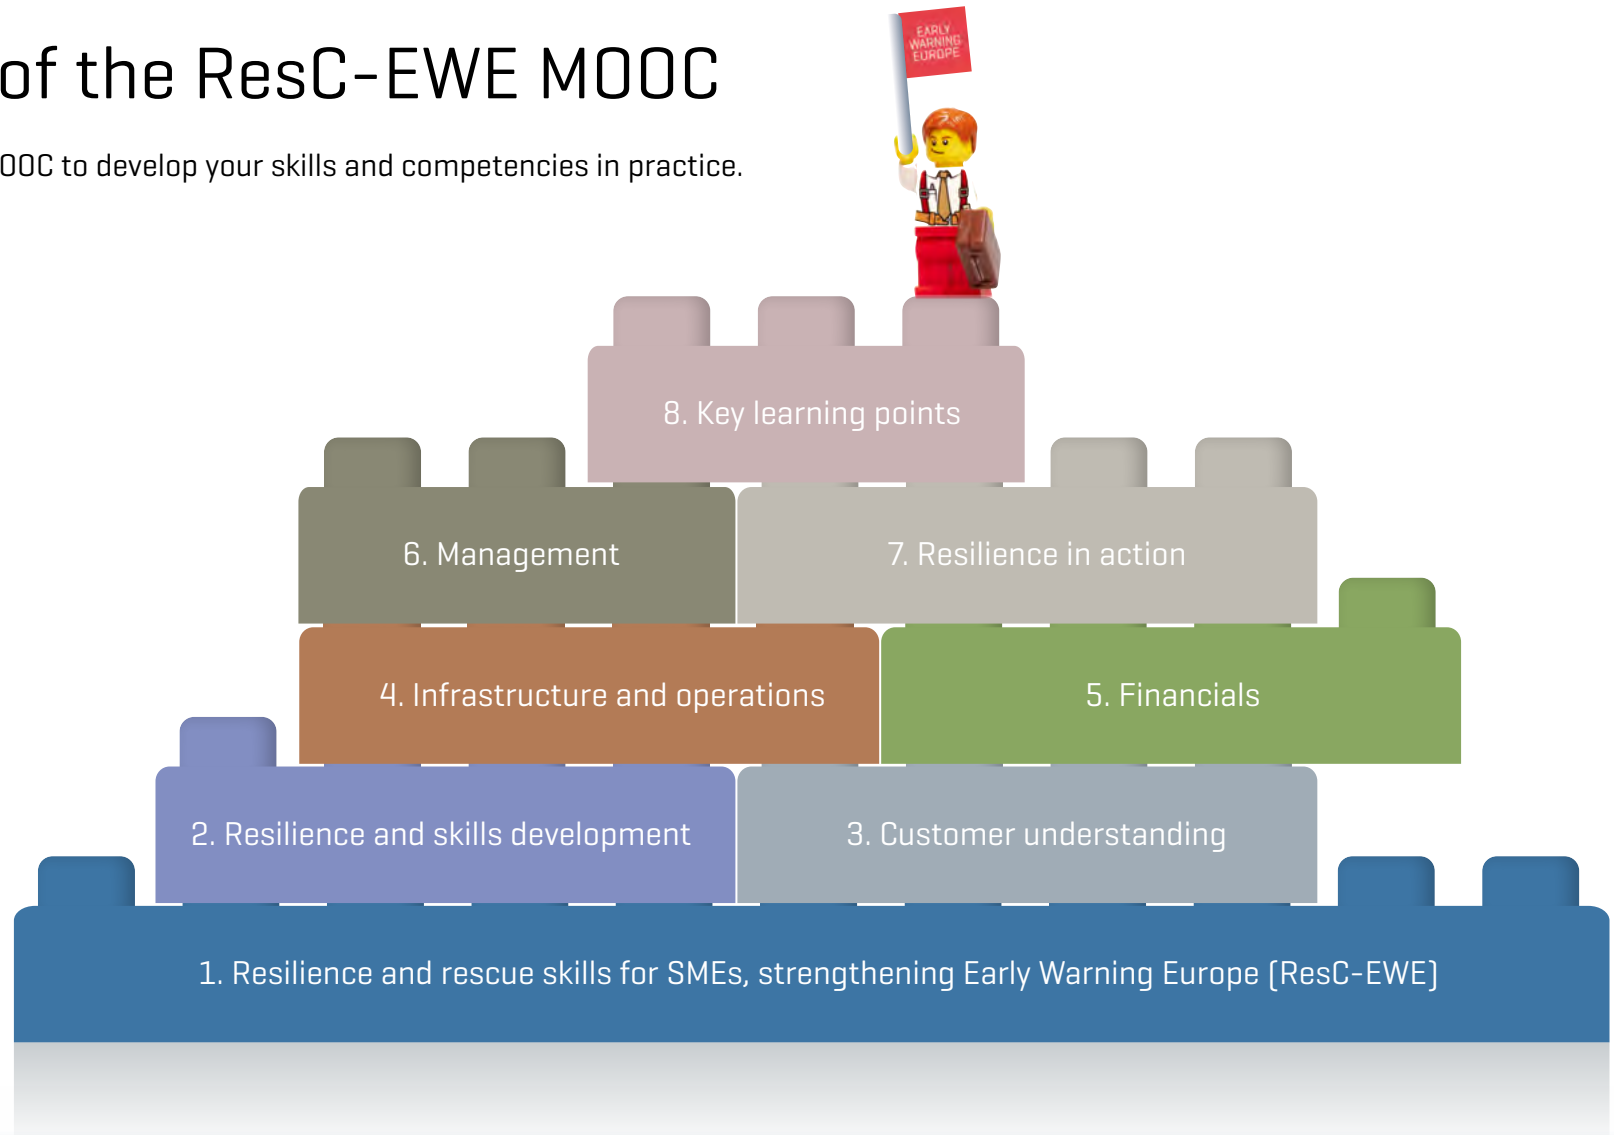 of the ResC-EWE MOOC
OOC to develop your skills and competencies in practice.
EARLY
WARNING
EUROPE
8. Key learning points
6. Management
7. Resilience in action
4. Infrastructure and operations
5. Financials
2. Resilience and skills development
3. Customer understanding
1. Resilience and rescue skills for SMEs, strengthening Early Warning Europe (ResC-EWE)